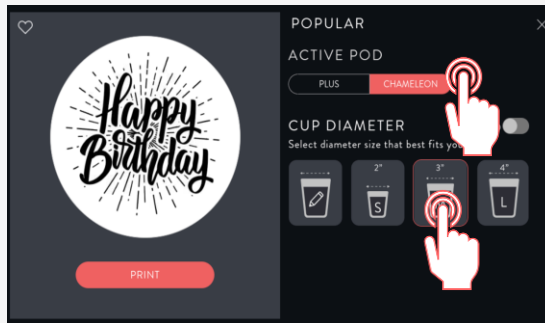 POPULAR
ACTIVE POD
PLUS
CHAMELEON
CUP DIAMETER
Select diameter size that best fits
2"
3"
4"
S
L
Happy
Birthday
PRINT